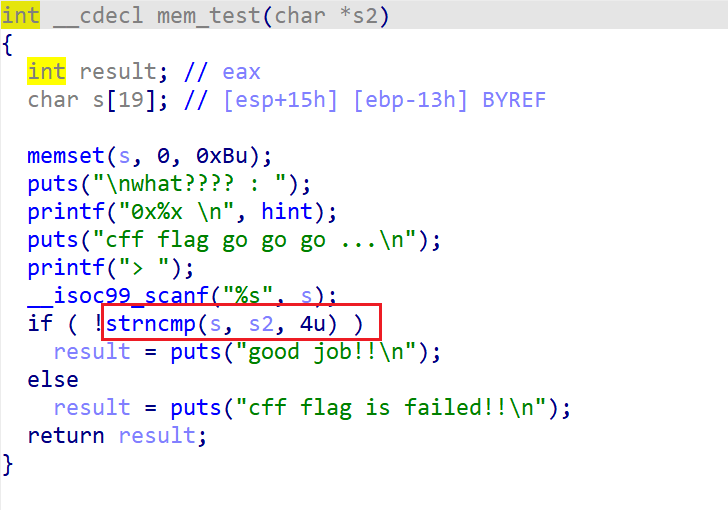 int __cdecl mem_test(char *s2)
{
int result; // eax
char s[19]; // [esp+15h] [ebp-13h] BYREF
memset(s, 0, 0xBu);
puts("\nwhat???? : ");
printf("0x%x \n", hint);
puts("cff flag go go go ...\n");
printf("> ");
__isoc99_scanf("%s", s);
if ( !strncmp(s, s2, 4u) )
result = puts("good job!!\n");
else
result = puts("cff flag is failed!!\n");
return result;
}